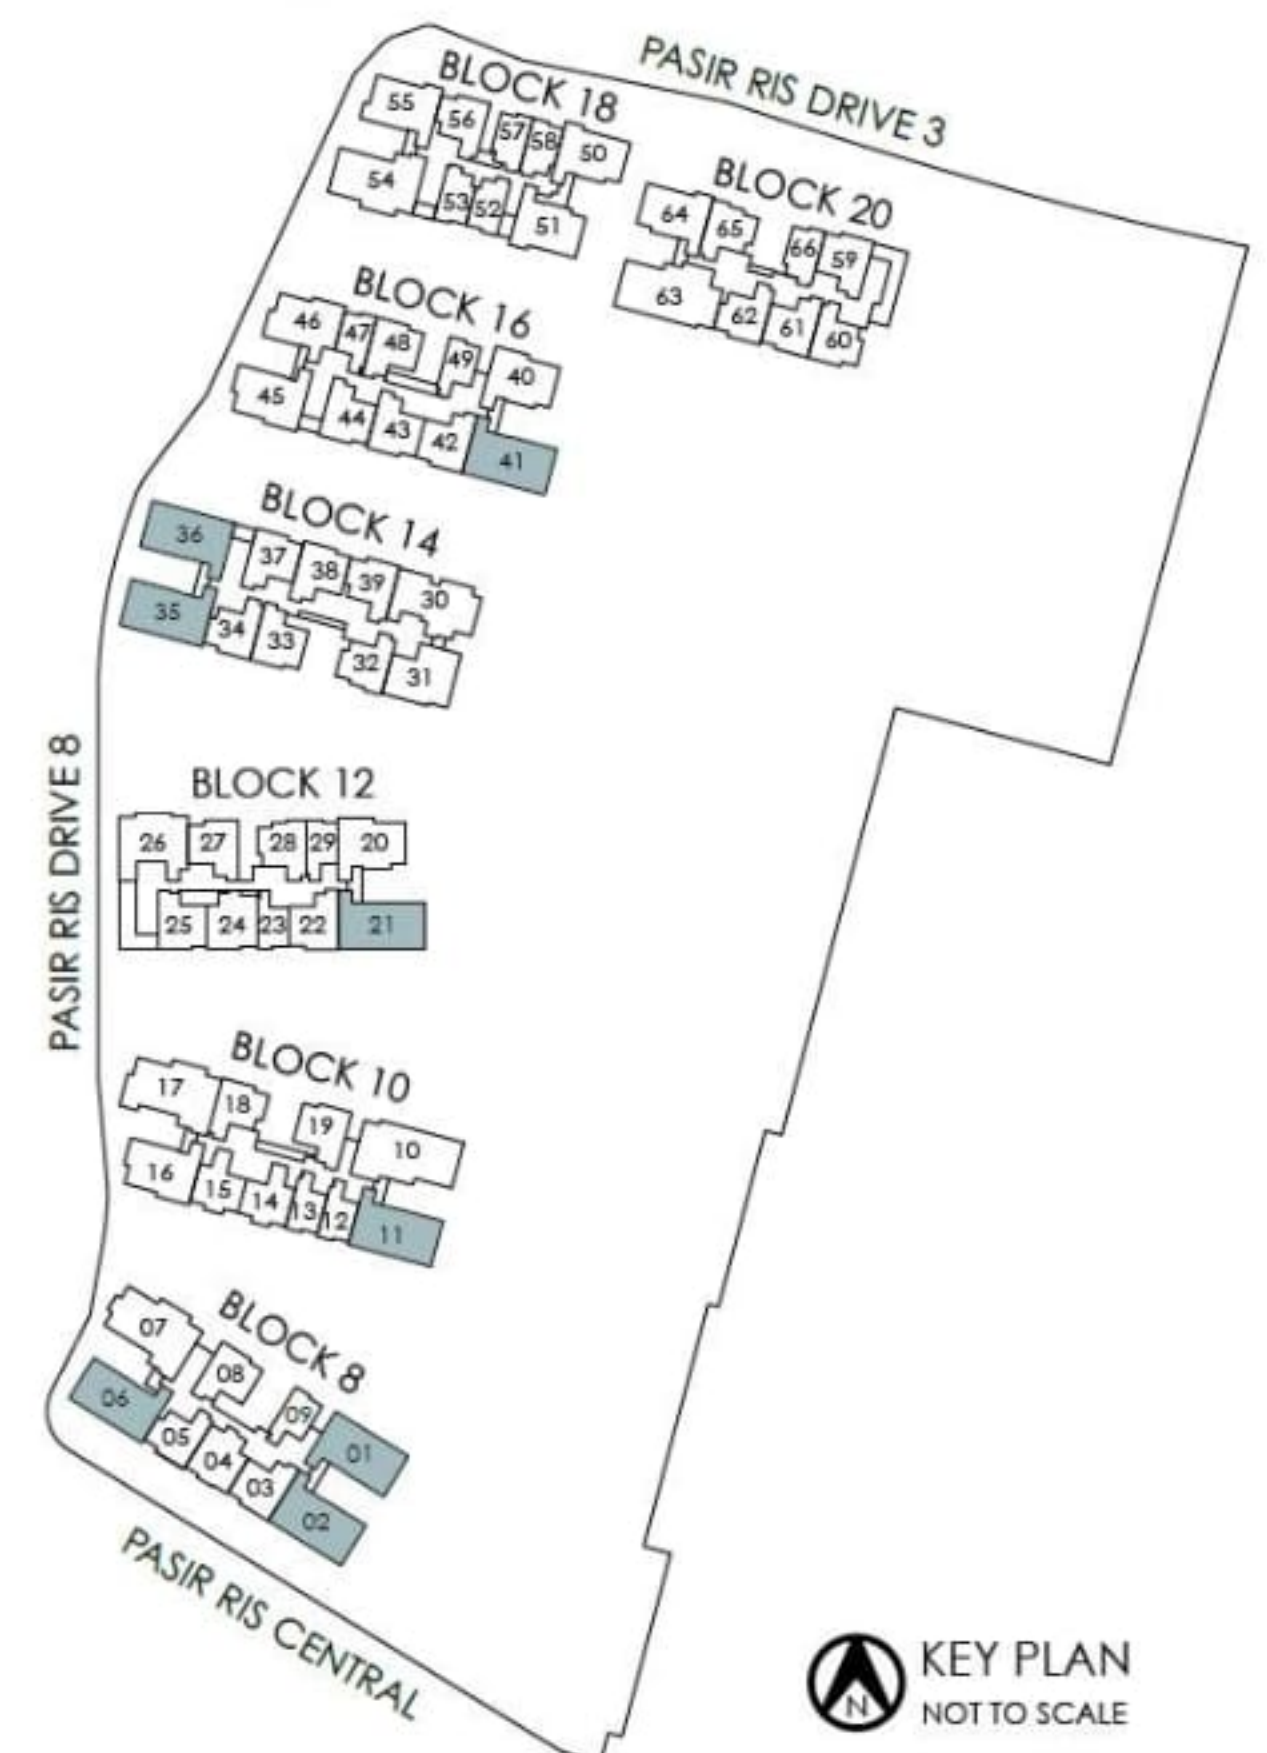 PASIR RIS DRIVE 3
BLOCK 18
55 56 57 58 50
54 53 52 51
BLOCK 20
64 65 66 59
63 62 61 60
BLOCK 16
46 47 48 49 40
45 44 43 42 41
BLOCK 14
36 37 38 39 30
35 34 33 32 31
PASIR RIS DRIVE 8
BLOCK 12
26 27 28 29 20
25 24 23 22 21
BLOCK 10
17 18 19 10
16 15 14 13 12 11
BLOCK 8
07 08 09 01
06 05 04 03 02
PASIR RIS CENTRAL
N
KEY PLAN
NOT TO SCALE